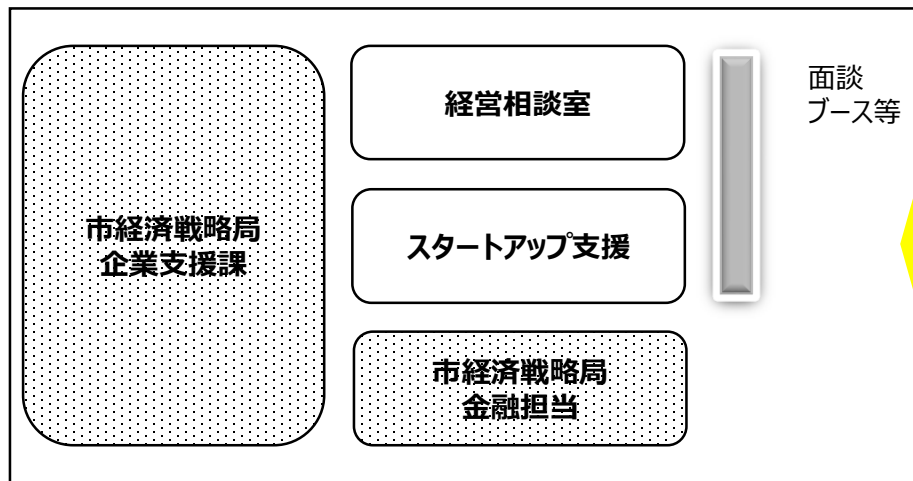 市経済戦略局
企業支援課
経営相談室
スタートアップ支援
市経済戦略局
金融担当
面談
ブース等